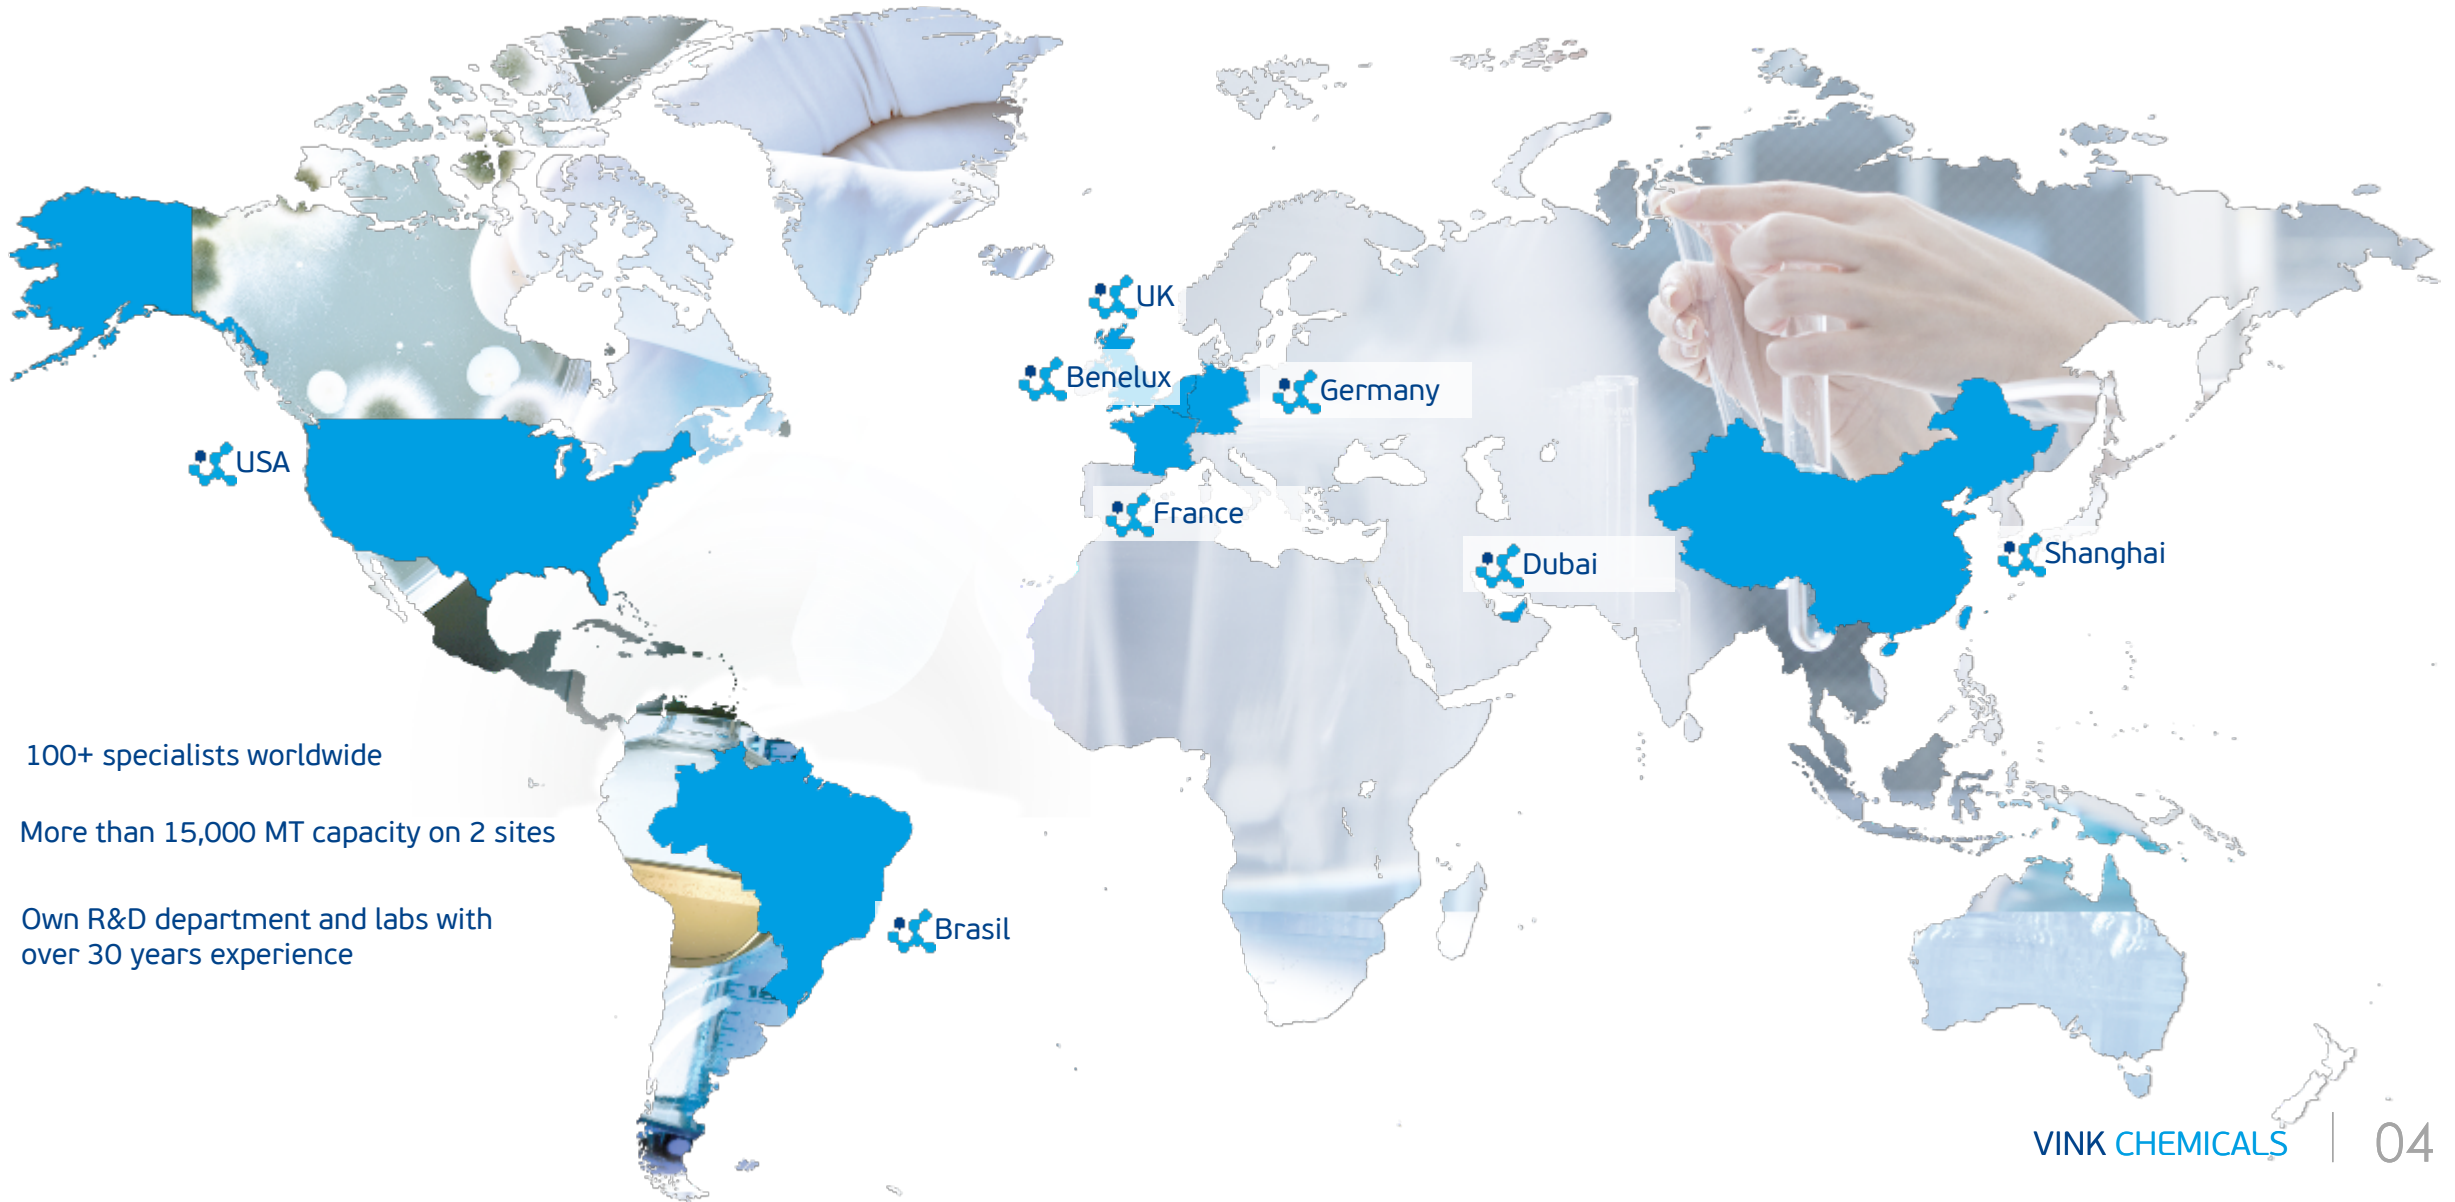 UK
Benelux
Germany
USA
France
Dubai
Shanghai
100+ specialists worldwide
More than 15,000 MT capacity on 2 sites
Own R&D department and labs with
over 30 years experience
Brasil
VINK CHEMICALS
04